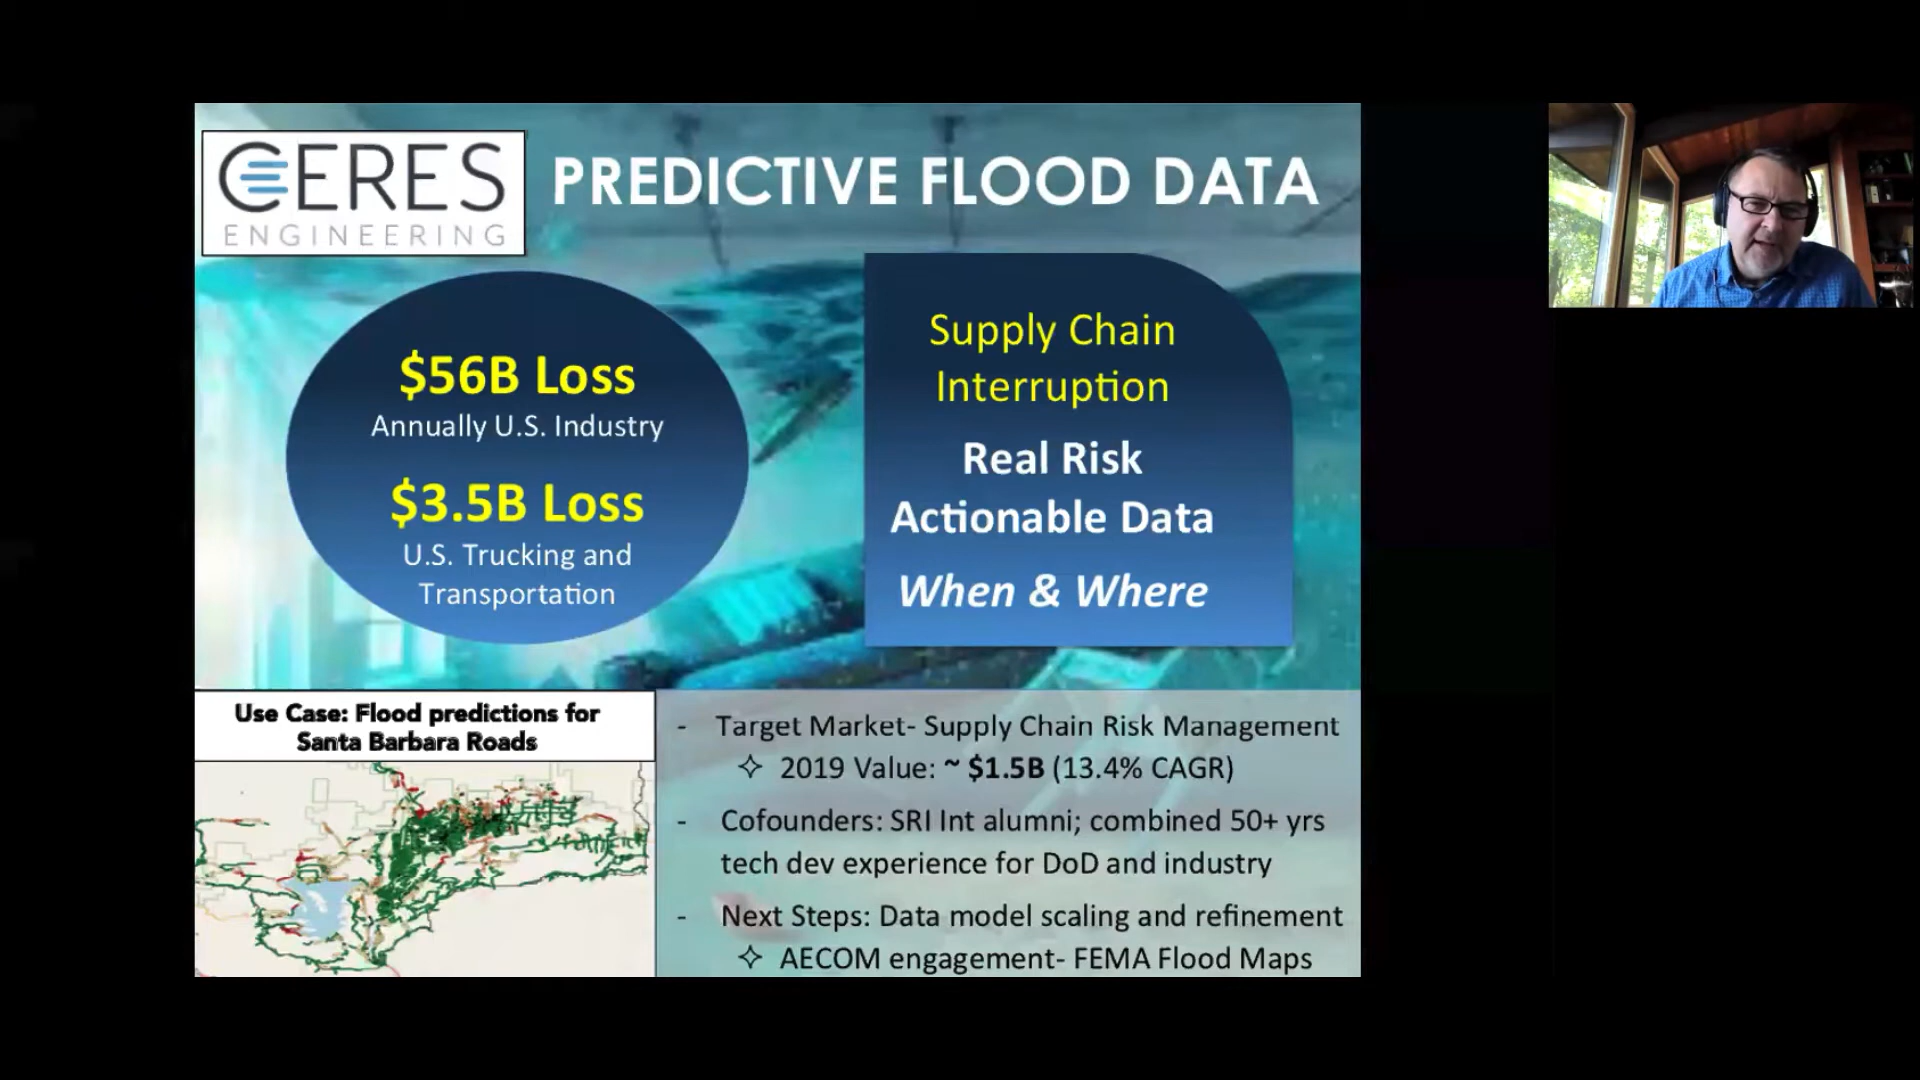 CERES
ENGINEERING
PREDICTIVE FLOOD DATA
$56B Loss
Annually U.S. Industry
$3.5B Loss
U.S. Trucking and
Transportation
Supply Chain
Interruption
Real Risk
Actionable Data
When & Where
Use Case: Flood predictions for
Santa Barbara Roads
- Target Market- Supply Chain Risk Management
✧ 2019 Value: ~ $1.5B (13.4% CAGR)
- Cofounders: SRI Int alumni; combined 50+ yrs
tech dev experience for DoD and industry
- Next Steps: Data model scaling and refinement
✧ AECOM engagement- FEMA Flood Maps